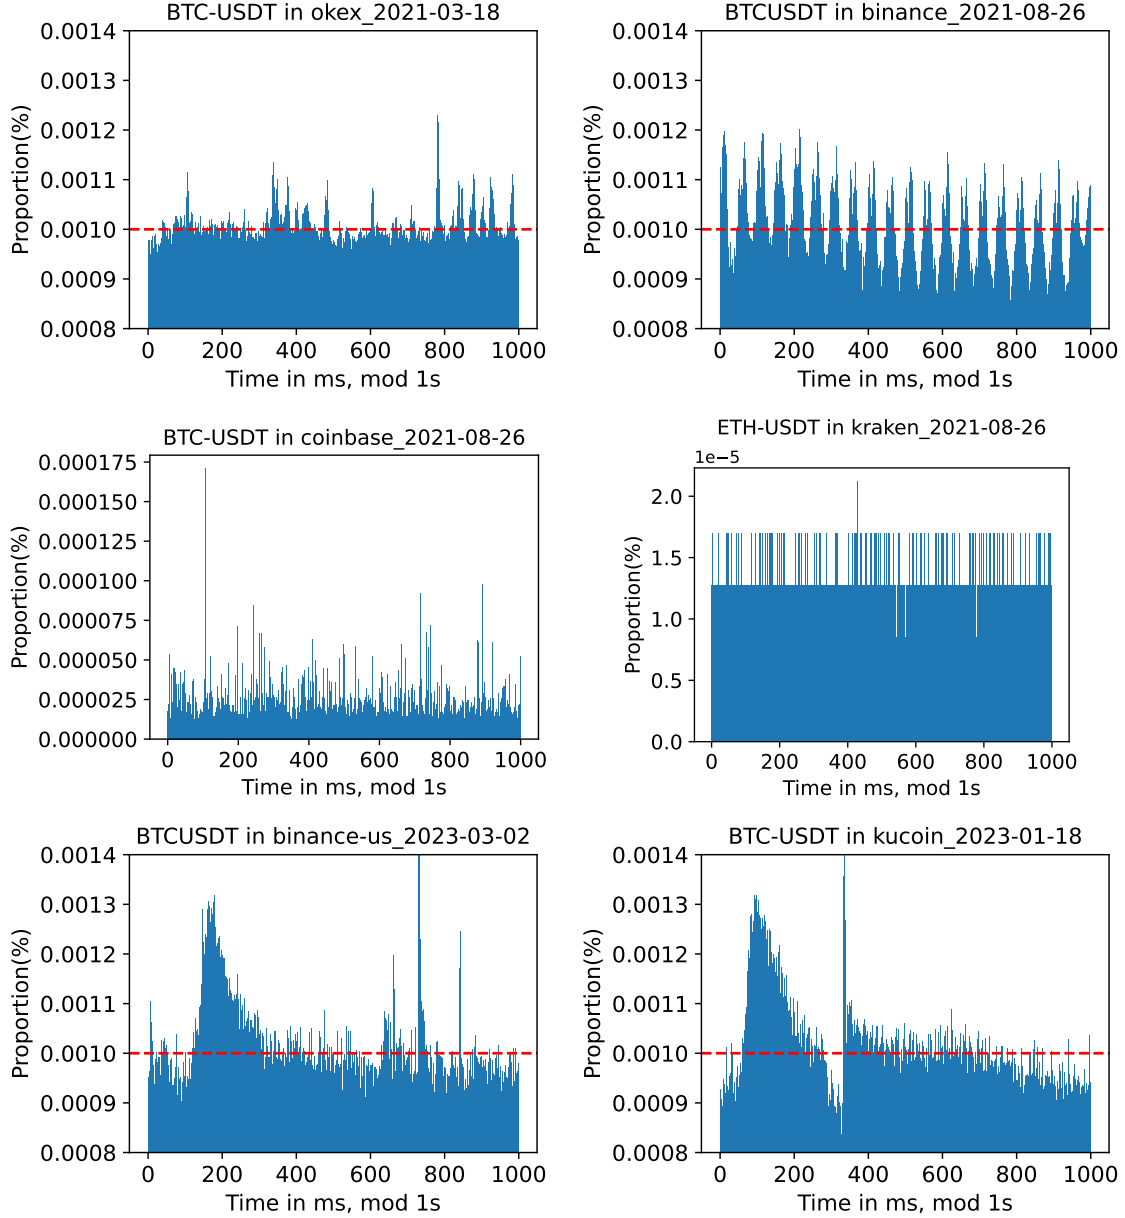 BTC-USDT in okex_2021-03-18
0.0014
0.0013
0.0012
0.0011
0.0010
0.0009
0.0008
Proportion(%)
0 200 400 600 800 1000
Time in ms, mod 1s
BTCUSDT in binance_2021-08-26
0.0014
0.0013
0.0012
0.0011
0.0010
0.0009
0.0008
Proportion(%)
0 200 400 600 800 1000
Time in ms, mod 1s
BTC-USDT in coinbase_2021-08-26
0.000175
0.000150
0.000125
0.000100
0.000075
0.000050
0.000025
0.000000
Proportion(%)
0 200 400 600 800 1000
Time in ms, mod 1s
ETH-USDT in kraken_2021-08-26
1e−5
2.0
1.5
1.0
0.5
0.0
Proportion(%)
0 200 400 600 800 1000
Time in ms, mod 1s
BTCUSDT in binance-us_2023-03-02
0.0014
0.0013
0.0012
0.0011
0.0010
0.0009
0.0008
Proportion(%)
0 200 400 600 800 1000
Time in ms, mod 1s
BTC-USDT in kucoin_2023-01-18
0.0014
0.0013
0.0012
0.0011
0.0010
0.0009
0.0008
Proportion(%)
0 200 400 600 800 1000
Time in ms, mod 1s